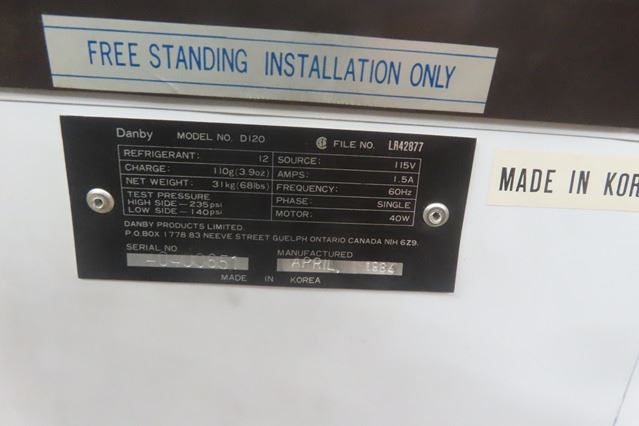 FREE STANDING INSTALLATION ONLY
Danby MODEL NO. D120 FILE NO. LR42877
REFRIGERANT: 12 SOURCE: 115V
CHARGE: 110g(3.9oz) AMPS: 1.5A
NET WEIGHT: 31kg(68lbs) FREQUENCY: 60Hz
TEST PRESSURE PHASE: SINGLE
HIGH SIDE-235psi
LOW SIDE-140psi MOTOR: 40W
DANBY PRODUCTS LIMITED.
P.O.BOX 1778 83 NEEVE STREET GUELPH ONTARIO CANADA N1H 6Z9.
SERIAL NO. MANUFACTURED
APRIL,
MADE IN KOREA
MADE IN KOR